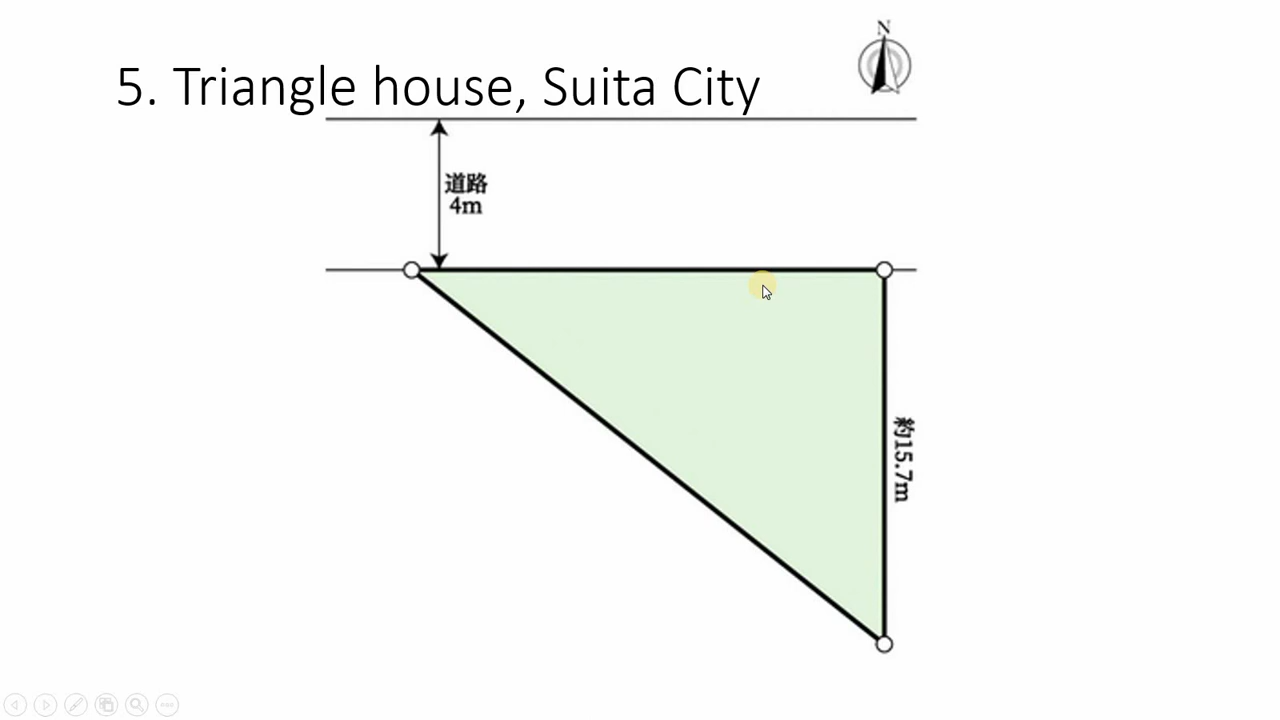 N
5. Triangle house, Suita City
道路
4m
約15.7m